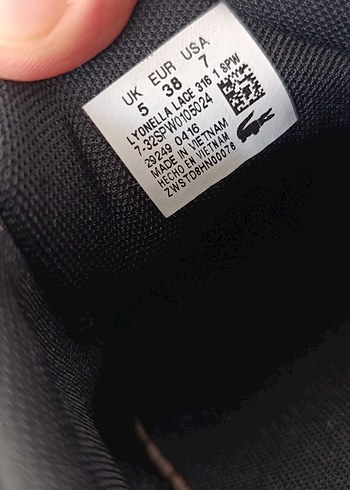 UK EUR USA
5 38 7
LYONELLA LACE 316 1 SPW
7-32SPW0105024
29249 0416
MADE IN VIETNAM
HECHO EN VIETNAM
ZWSTD8HN00076